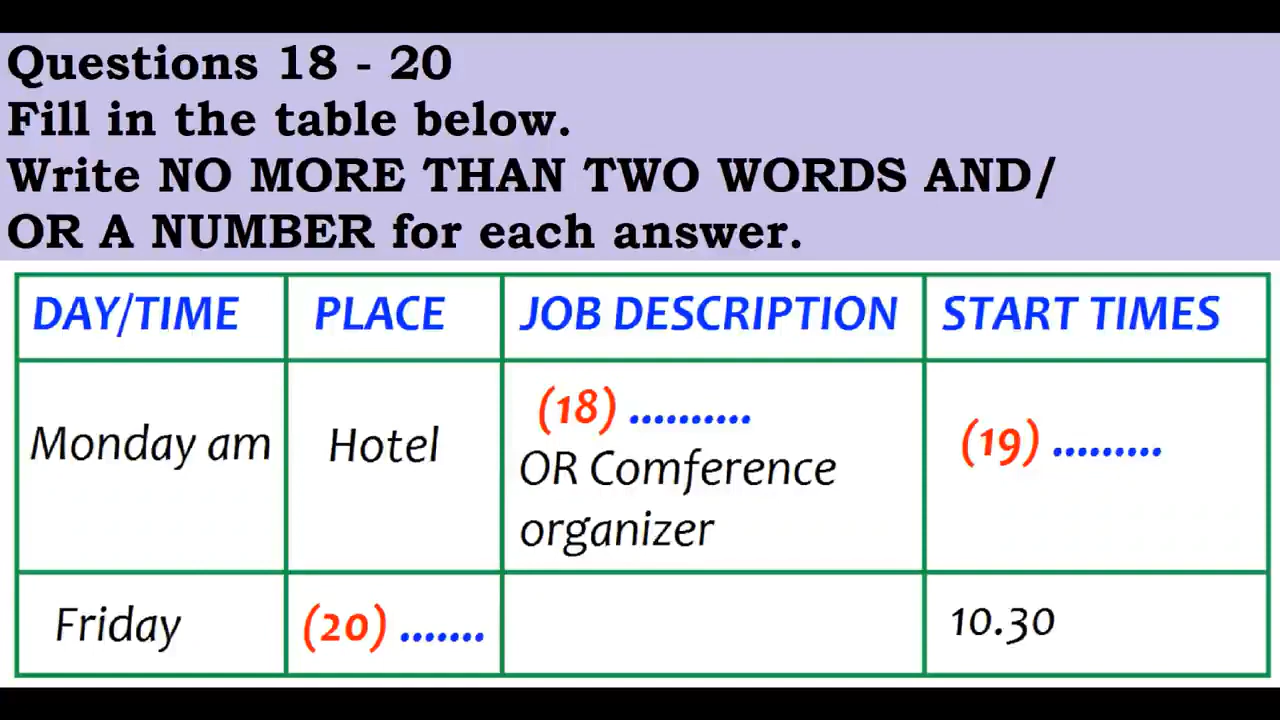 Questions 18 - 20
Fill in the table below.
Write NO MORE THAN TWO WORDS AND/
OR A NUMBER for each answer.
DAY/TIME PLACE JOB DESCRIPTION START TIMES
(18) ..........
Monday am Hotel OR Comference (19) .........
organizer
Friday (20) ....... 10.30